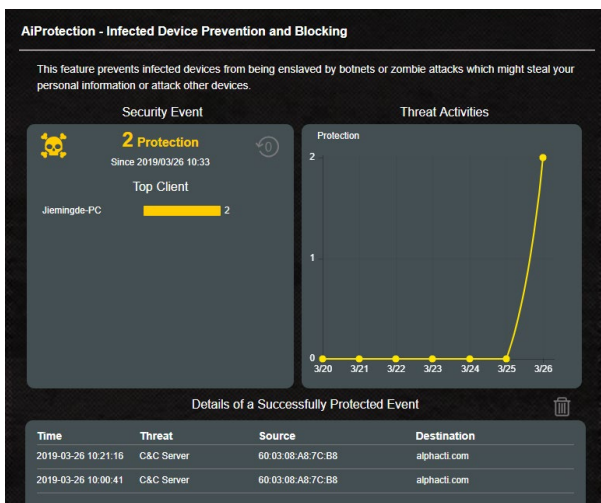 AiProtection - Infected Device Prevention and Blocking
This feature prevents infected devices from being enslaved by botnets or zombie attacks which might steal your
personal information or attack other devices.
Security Event
2 Protection
Since 2019/03/26 10:33
0
Top Client
Jiemingde-PC 2
Threat Activities
Protection
2
1
0
3/20 3/21 3/22 3/23 3/24 3/25 3/26
Details of a Successfully Protected Event
Time Threat Source Destination
2019-03-26 10:21:16 C&C Server 60:03:08:A8:7C:B8 alphacti.com
2019-03-26 10:00:41 C&C Server 60:03:08:A8:7C:B8 alphacti.com